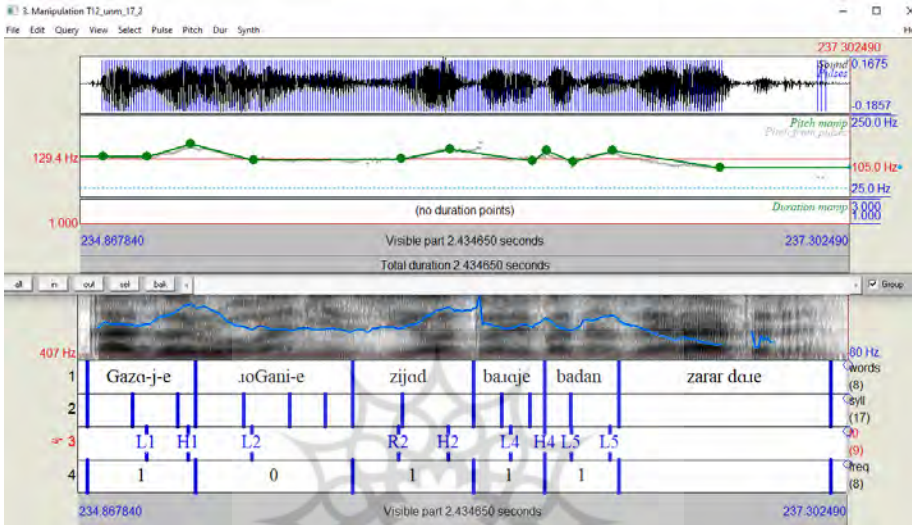 3. Manipulation T12_unm_17_2
File Edit Query View Select Pulse Pitch Dur Synth
237.302490
Sound 0.1675
Pulses
-0.1857
Pitch manip 250.0 Hz
Pitch from pulses
129.4 Hz
105.0 Hz
25.0 Hz
Duration manip 3.000
(no duration points)
1.000 1.000
234.867840 Visible part 2.434650 seconds 237.302490
Total duration 2.434650 seconds
all in out sel bak Group
407 Hz 80 Hz
1 Gazɑ-j-e ɹoGani-e zijɑd baɹɑje badan zarar dɑɹe words
(8)
2 syll
(17)
3 L1 H1 L2 R2 H2 L4 H4 L5 L5
(9)
4 1 0 1 1 1 freq
(8)
234.867840 Visible part 2.434650 seconds 237.302490